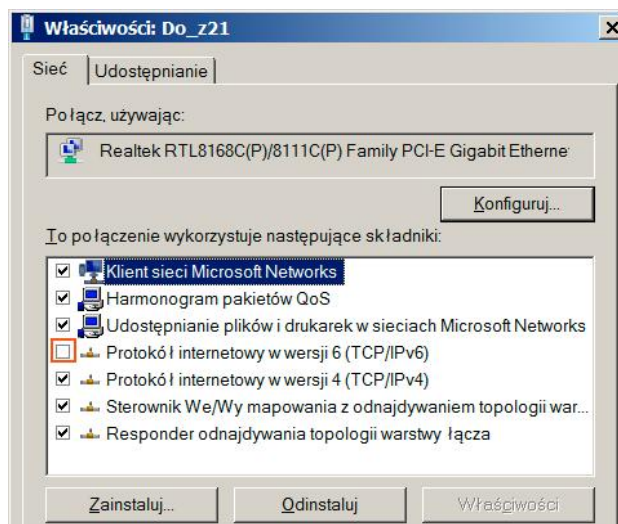 Właściwości: Do_z21
Sieć
Udostępnianie
Połącz, używając:
Realtek RTL8168C(P)/8111C(P) Family PCI-E Gigabit Etherne
Konfiguruj...
To połączenie wykorzystuje następujące składniki:
Klient sieci Microsoft Networks
Harmonogram pakietów QoS
Udostępnianie plików i drukarek w sieciach Microsoft Networks
Protokół internetowy w wersji 6 (TCP/IPv6)
Protokół internetowy w wersji 4 (TCP/IPv4)
Sterownik We/Wy mapowania z odnajdywaniem topologii war...
Responder odnajdywania topologii warstwy łącza
Zainstaluj...
Odinstaluj
Właściwości